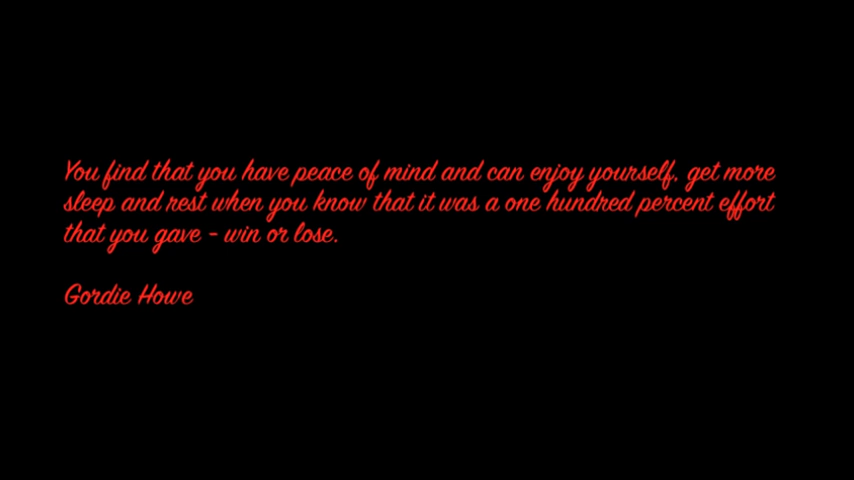 You find that you have peace of mind and can enjoy yourself, get more
sleep and rest when you know that it was a one hundred percent effort
that you gave - win or lose.
Gordie Howe